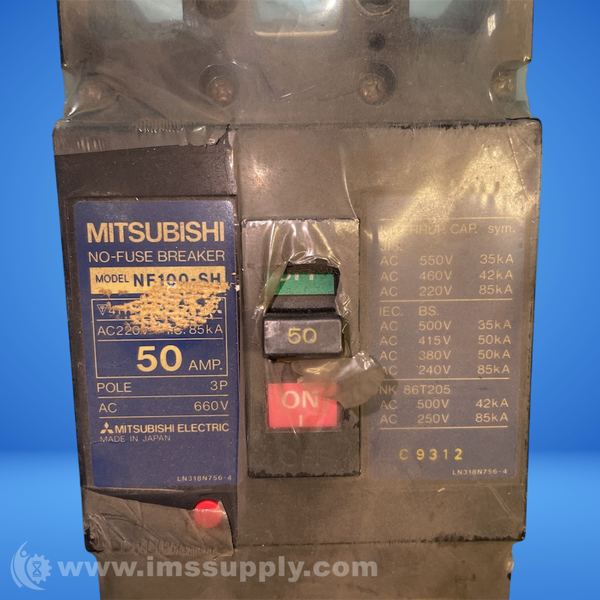 MITSUBISHI
NO-FUSE BREAKER
MODEL NF100-SH
AC220V 85kA
50 AMP.
POLE 3P
AC 660V
MITSUBISHI ELECTRIC
MADE IN JAPAN
LN318N756-4
50
ON
I
CAP. sym.
AC 550V 35kA
AC 460V 42kA
AC 220V 85kA
IEC. BS.
AC 500V 35kA
AC 415V 50kA
AC 380V 50kA
AC 240V 85kA
NK 86T205
AC 500V 42kA
AC 250V 85kA
C 9312
LN318N756-4
www.imssupply.com